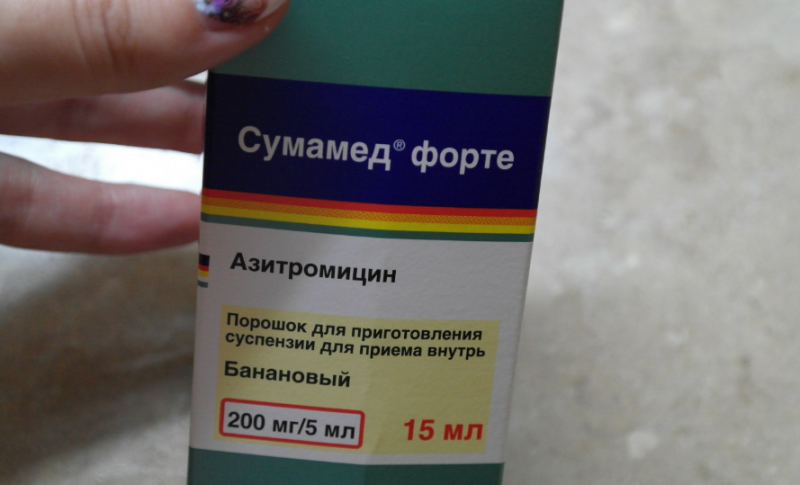 Сумамед® форте
Азитромицин
Порошок для приготовления
суспензии для приема внутрь
Банановый
200 мг/5 мл 15 мл